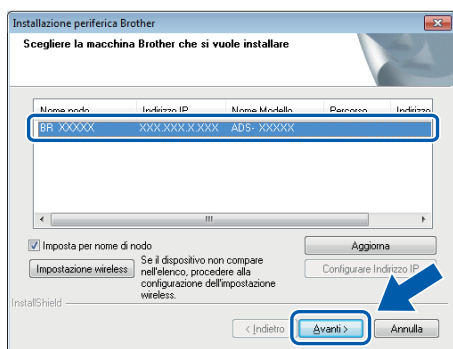 Installazione periferica Brother
Scegliere la macchina Brother che si vuole installare
Nome nodo Indirizzo IP Nome Modello Percorso Indirizzo
BR XXXXX XXX.XXX.X.XXX ADS- XXXXX
Imposta per nome di nodo
Aggiorna
Impostazione wireless
Se il dispositivo non compare
nell'elenco, procedere alla
configurazione dell'impostazione
wireless.
Configurare Indirizzo IP
InstallShield
< Indietro Avanti > Annulla